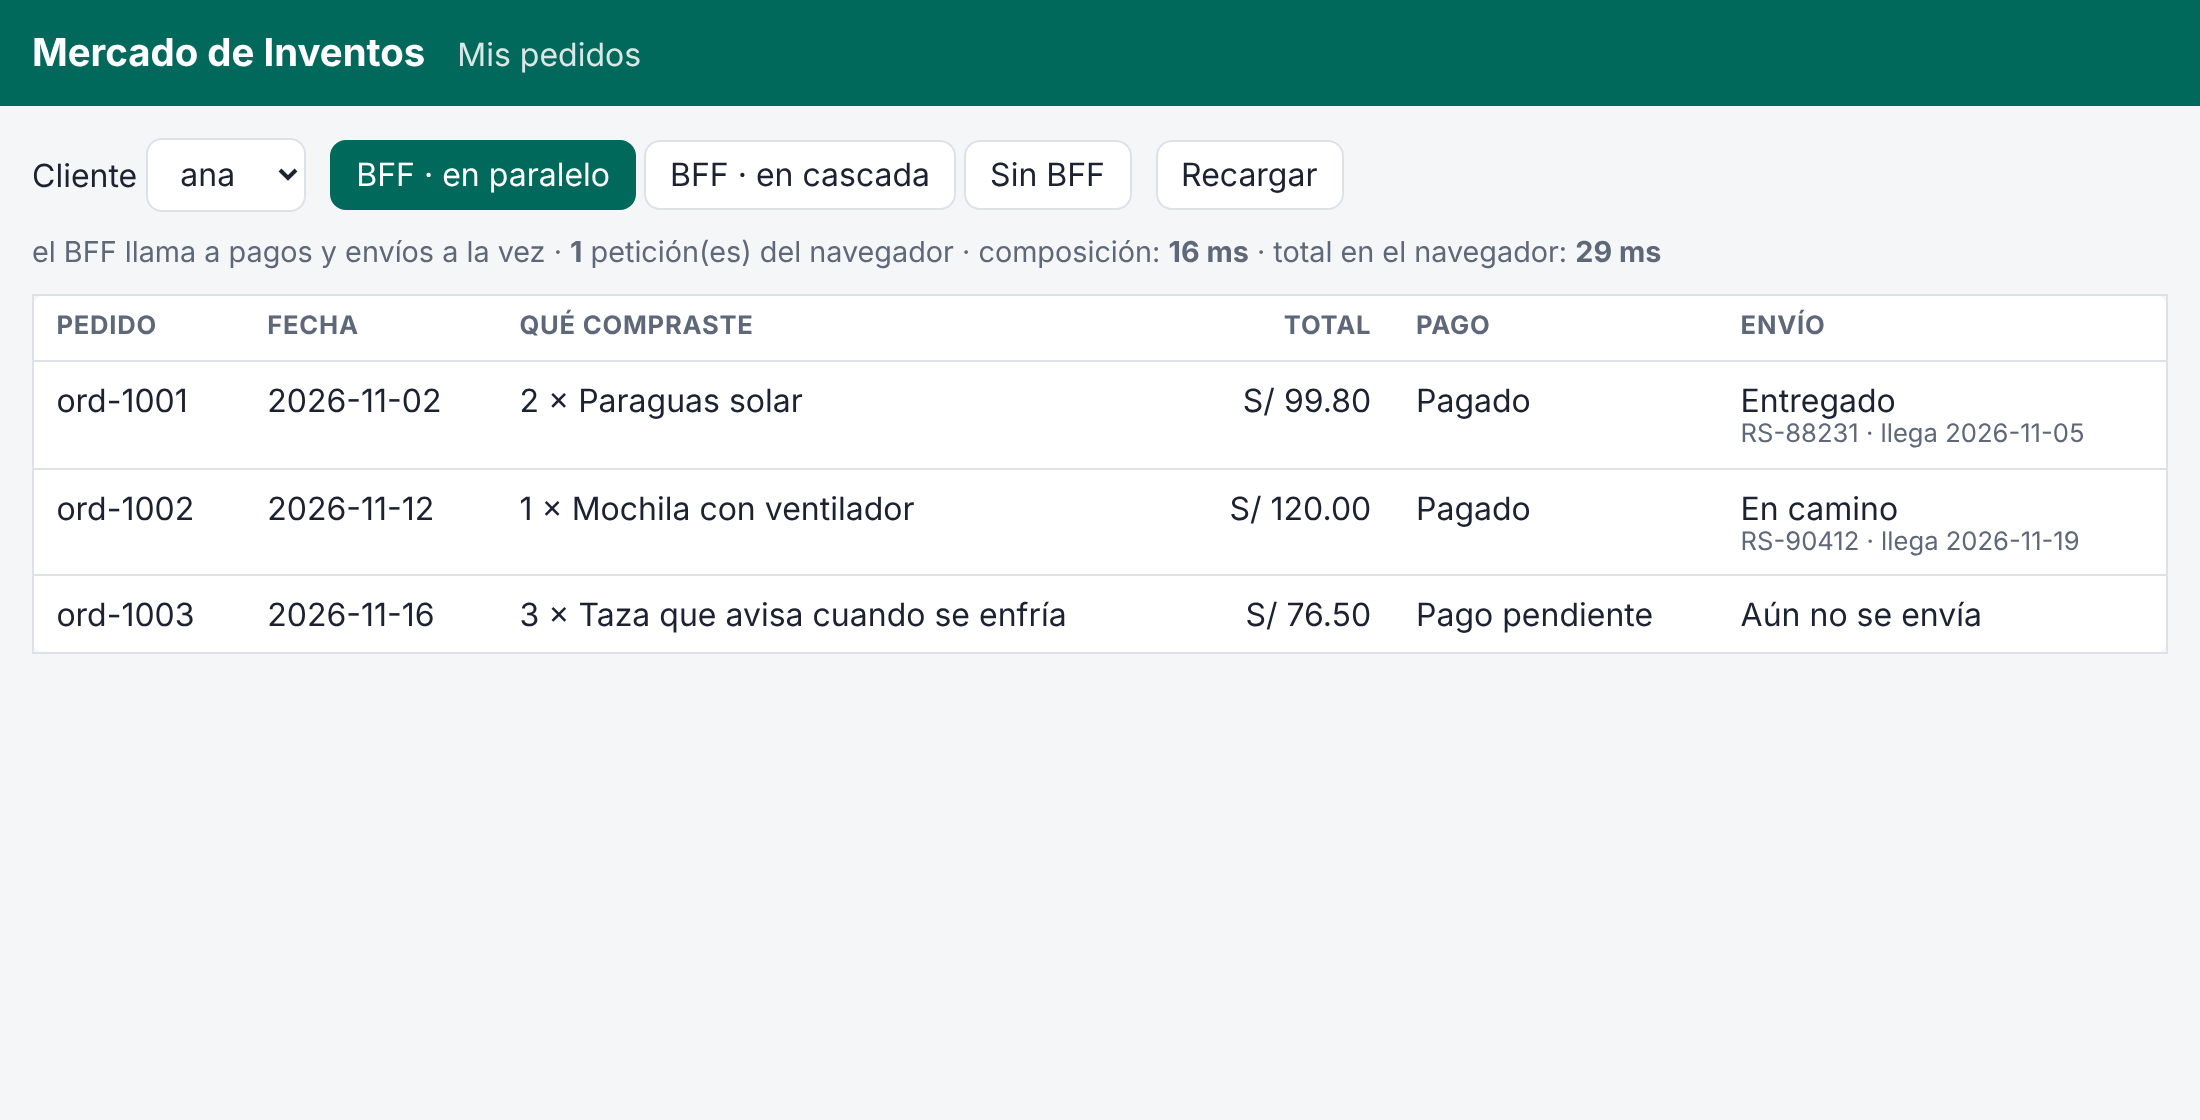 Mercado de Inventos Mis pedidos
Cliente ana BFF · en paralelo BFF · en cascada Sin BFF Recargar
el BFF llama a pagos y envíos a la vez · 1 petición(es) del navegador · composición: 16 ms · total en el navegador: 29 ms
PEDIDO FECHA QUÉ COMPRASTE TOTAL PAGO ENVÍO
ord-1001 2026-11-02 2 × Paraguas solar S/ 99.80 Pagado Entregado
RS-88231 · llega 2026-11-05
ord-1002 2026-11-12 1 × Mochila con ventilador S/ 120.00 Pagado En camino
RS-90412 · llega 2026-11-19
ord-1003 2026-11-16 3 × Taza que avisa cuando se enfría S/ 76.50 Pago pendiente Aún no se envía